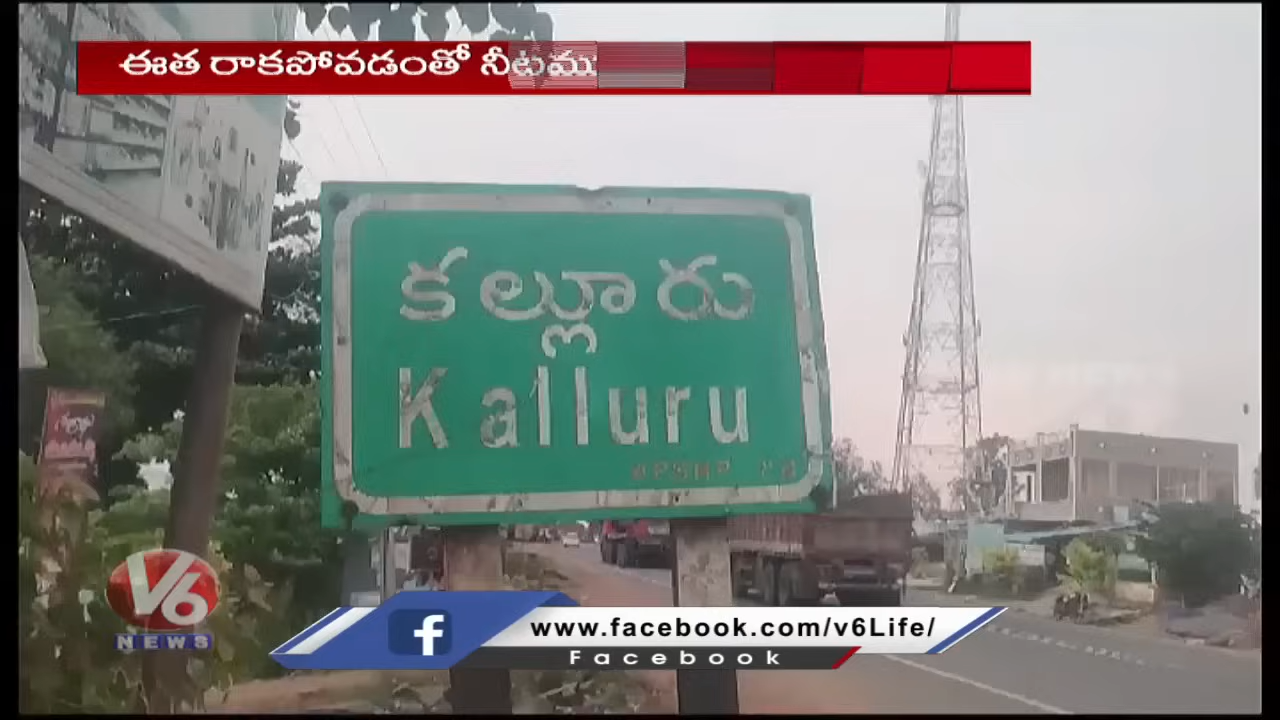 ఈత రాకపోవడంతో నీటము
కల్లూరు
Kalluru
V6
NEWS
f
www.facebook.com/v6Life/
Facebook